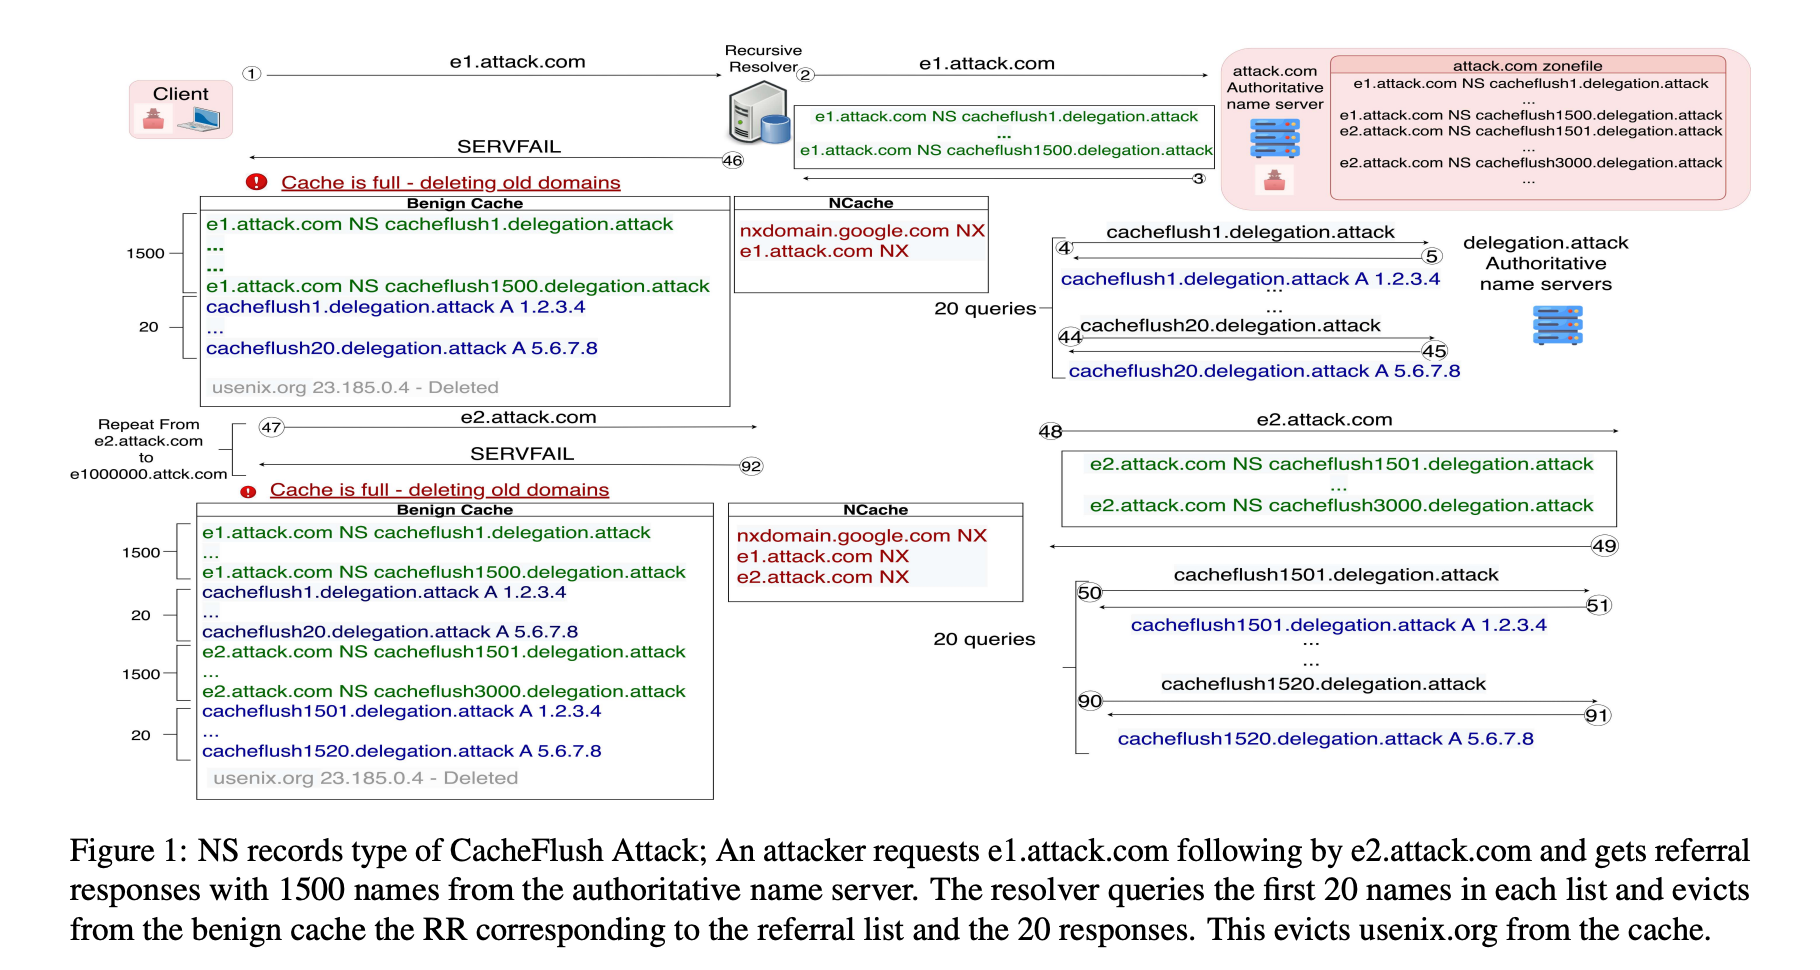 1
e1.attack.com
Recursive
Resolver
2
e1.attack.com
Client
e1.attack.com NS cacheflush1.delegation.attack
...
e1.attack.com NS cacheflush1500.delegation.attack
attack.com
Authoritative
name server
attack.com zonefile
e1.attack.com NS cacheflush1.delegation.attack
...
e1.attack.com NS cacheflush1500.delegation.attack
e2.attack.com NS cacheflush1501.delegation.attack
...
e2.attack.com NS cacheflush3000.delegation.attack
...
SERVFAIL
46
3
! Cache is full - deleting old domains
Benign Cache
1500
e1.attack.com NS cacheflush1.delegation.attack
...
...
e1.attack.com NS cacheflush1500.delegation.attack
20
cacheflush1.delegation.attack A 1.2.3.4
...
cacheflush20.delegation.attack A 5.6.7.8
usenix.org 23.185.0.4 - Deleted
NCache
nxdomain.google.com NX
e1.attack.com NX
20 queries
cacheflush1.delegation.attack
4
5
cacheflush1.delegation.attack A 1.2.3.4
...
...
cacheflush20.delegation.attack
44
45
cacheflush20.delegation.attack A 5.6.7.8
delegation.attack
Authoritative
name servers
Repeat From
e2.attack.com
to
e1000000.attck.com
47
e2.attack.com
SERVFAIL
92
48
e2.attack.com
e2.attack.com NS cacheflush1501.delegation.attack
...
e2.attack.com NS cacheflush3000.delegation.attack
49
! Cache is full - deleting old domains
Benign Cache
1500
e1.attack.com NS cacheflush1.delegation.attack
...
e1.attack.com NS cacheflush1500.delegation.attack
20
cacheflush1.delegation.attack A 1.2.3.4
...
cacheflush20.delegation.attack A 5.6.7.8
1500
e2.attack.com NS cacheflush1501.delegation.attack
...
e2.attack.com NS cacheflush3000.delegation.attack
20
cacheflush1501.delegation.attack A 1.2.3.4
...
cacheflush1520.delegation.attack A 5.6.7.8
usenix.org 23.185.0.4 - Deleted
NCache
nxdomain.google.com NX
e1.attack.com NX
e2.attack.com NX
20 queries
cacheflush1501.delegation.attack
50
51
cacheflush1501.delegation.attack A 1.2.3.4
...
...
cacheflush1520.delegation.attack
90
91
cacheflush1520.delegation.attack A 5.6.7.8
Figure 1: NS records type of CacheFlush Attack; An attacker requests e1.attack.com following by e2.attack.com and gets referral
responses with 1500 names from the authoritative name server. The resolver queries the first 20 names in each list and evicts
from the benign cache the RR corresponding to the referral list and the 20 responses. This evicts usenix.org from the cache.